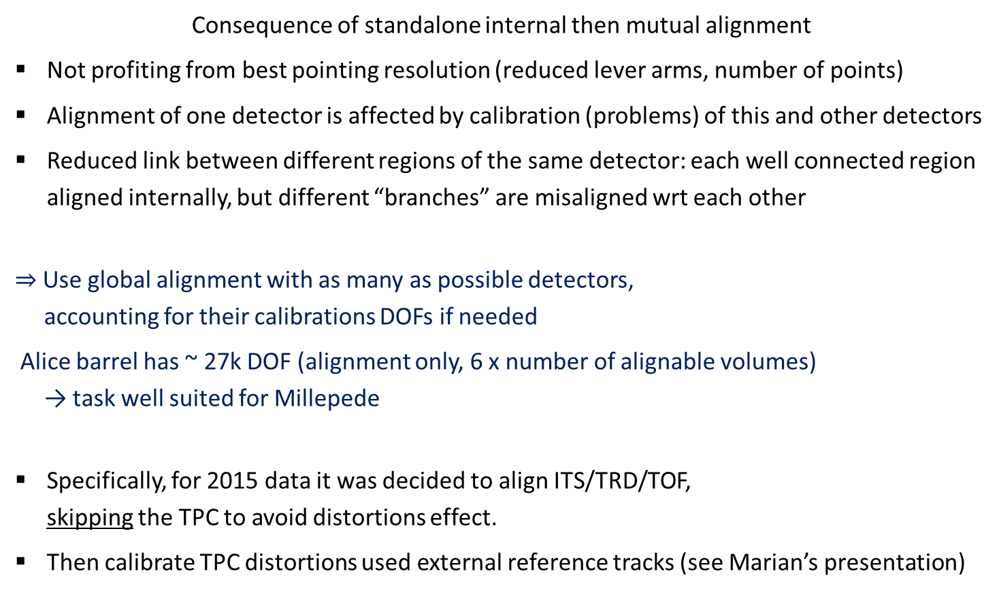 Consequence of standalone internal then mutual alignment
▪ Not profiting from best pointing resolution (reduced lever arms, number of points)
▪ Alignment of one detector is affected by calibration (problems) of this and other detectors
▪ Reduced link between different regions of the same detector: each well connected region
aligned internally, but different “branches” are misaligned wrt each other
⇒ Use global alignment with as many as possible detectors,
accounting for their calibrations DOFs if needed
Alice barrel has ~ 27k DOF (alignment only, 6 x number of alignable volumes)
→ task well suited for Millepede
▪ Specifically, for 2015 data it was decided to align ITS/TRD/TOF,
skipping the TPC to avoid distortions effect.
▪ Then calibrate TPC distortions used external reference tracks (see Marian’s presentation)